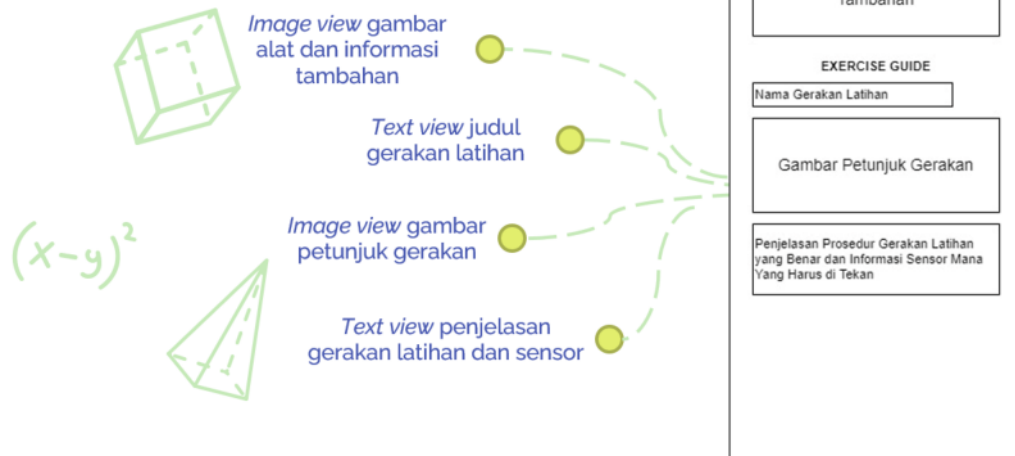 Image view gambar
alat dan informasi
tambahan
Text view judul
gerakan latihan
Image view gambar
petunjuk gerakan
Text view penjelasan
gerakan latihan dan sensor
(x-y)²
Tambahan
EXERCISE GUIDE
Nama Gerakan Latihan
Gambar Petunjuk Gerakan
Penjelasan Prosedur Gerakan Latihan
yang Benar dan Informasi Sensor Mana
Yang Harus di Tekan